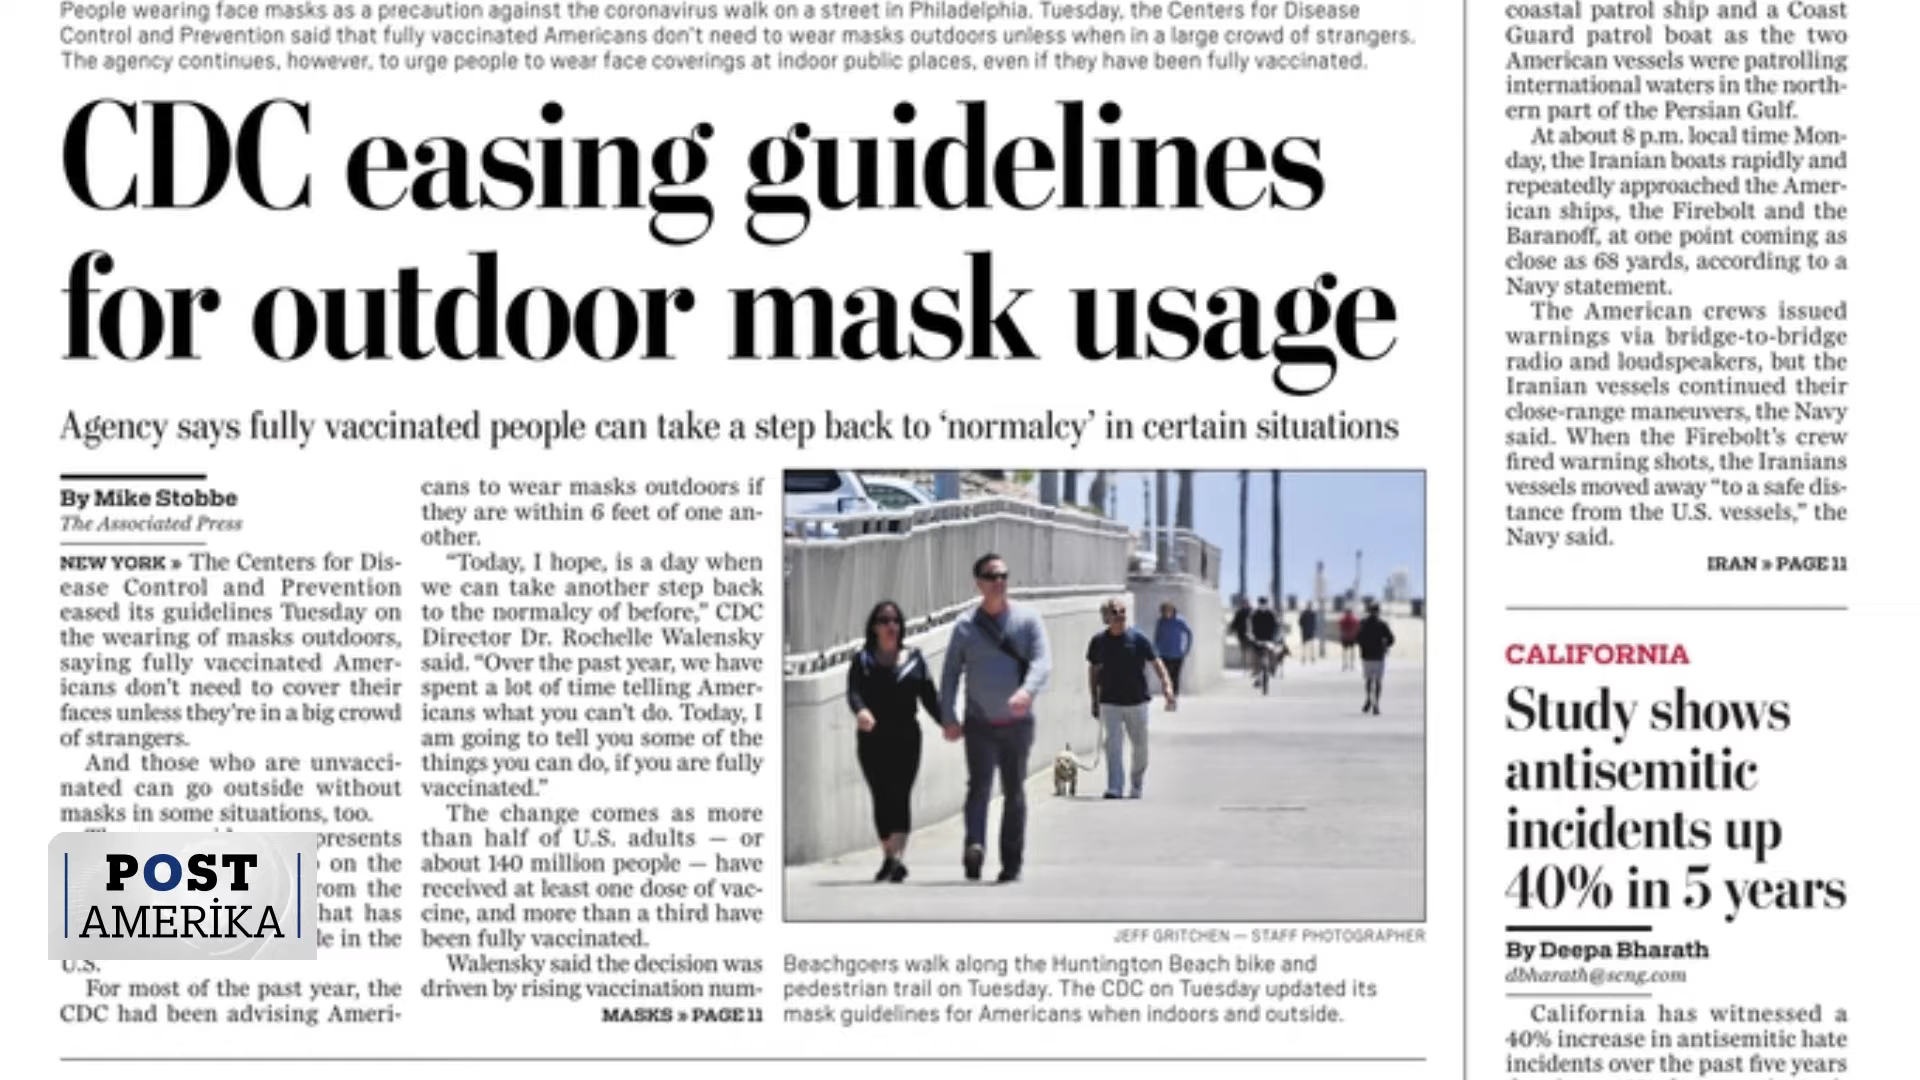 People wearing face masks as a precaution against the coronavirus walk on a street in Philadelphia. Tuesday, the Centers for Disease
Control and Prevention said that fully vaccinated Americans don't need to wear masks outdoors unless when in a large crowd of strangers.
The agency continues, however, to urge people to wear face coverings at indoor public places, even if they have been fully vaccinated.
CDC easing guidelines
for outdoor mask usage
Agency says fully vaccinated people can take a step back to ‘normalcy’ in certain situations
By Mike Stobbe
The Associated Press
NEW YORK » The Centers for Dis-
ease Control and Prevention
eased its guidelines Tuesday on
the wearing of masks outdoors,
saying fully vaccinated Amer-
icans don't need to cover their
faces unless they're in a big crowd
of strangers.
And those who are unvacci-
nated can go outside without
masks in some situations, too.
presents
on the
rom the
hat has
le in the
U.S.
For most of the past year, the
CDC had been advising Ameri-
cans to wear masks outdoors if
they are within 6 feet of one an-
other.
“Today, I hope, is a day when
we can take another step back
to the normalcy of before,” CDC
Director Dr. Rochelle Walensky
said. “Over the past year, we have
spent a lot of time telling Amer-
icans what you can't do. Today, I
am going to tell you some of the
things you can do, if you are fully
vaccinated.”
The change comes as more
than half of U.S. adults — or
about 140 million people — have
received at least one dose of vac-
cine, and more than a third have
been fully vaccinated.
Walensky said the decision was
driven by rising vaccination num-
MASKS » PAGE 11
JEFF GRITCHEN — STAFF PHOTOGRAPHER
Beachgoers walk along the Huntington Beach bike and
pedestrian trail on Tuesday. The CDC on Tuesday updated its
mask guidelines for Americans when indoors and outside.
coastal patrol ship and a Coast
Guard patrol boat as the two
American vessels were patrolling
international waters in the north-
ern part of the Persian Gulf.
At about 8 p.m. local time Mon-
day, the Iranian boats rapidly and
repeatedly approached the Amer-
ican ships, the Firebolt and the
Baranoff, at one point coming as
close as 68 yards, according to a
Navy statement.
The American crews issued
warnings via bridge-to-bridge
radio and loudspeakers, but the
Iranian vessels continued their
close-range maneuvers, the Navy
said. When the Firebolt's crew
fired warning shots, the Iranians
vessels moved away “to a safe dis-
tance from the U.S. vessels,” the
Navy said.
IRAN » PAGE 11
CALIFORNIA
Study shows
antisemitic
incidents up
40% in 5 years
By Deepa Bharath
dbharath@scng.com
California has witnessed a
40% increase in antisemitic hate
incidents over the past five years
POST
AMERİKA